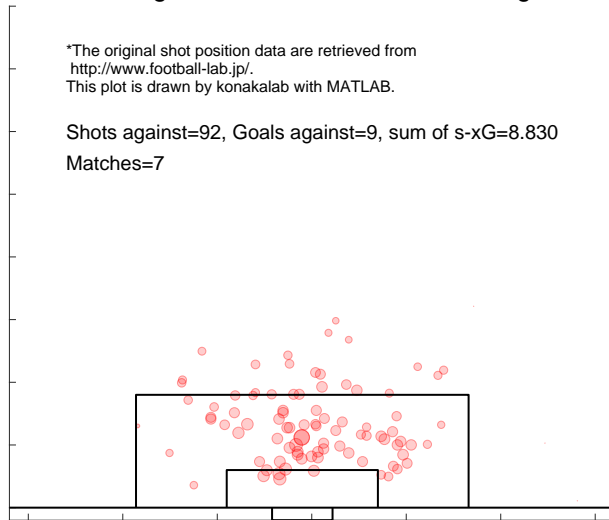 *The original shot position data are retrieved from
http://www.football-lab.jp/.
This plot is drawn by konakalab with MATLAB.
Shots against=92, Goals against=9, sum of s-xG=8.830
Matches=7